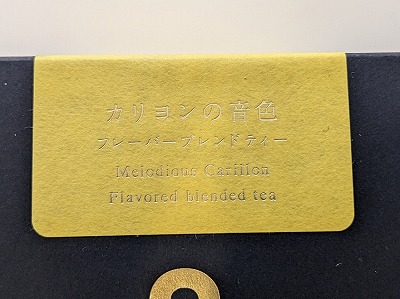 カリヨンの音色
フレーバーブレンドティー
Melodious Carillon
Flavored blended tea